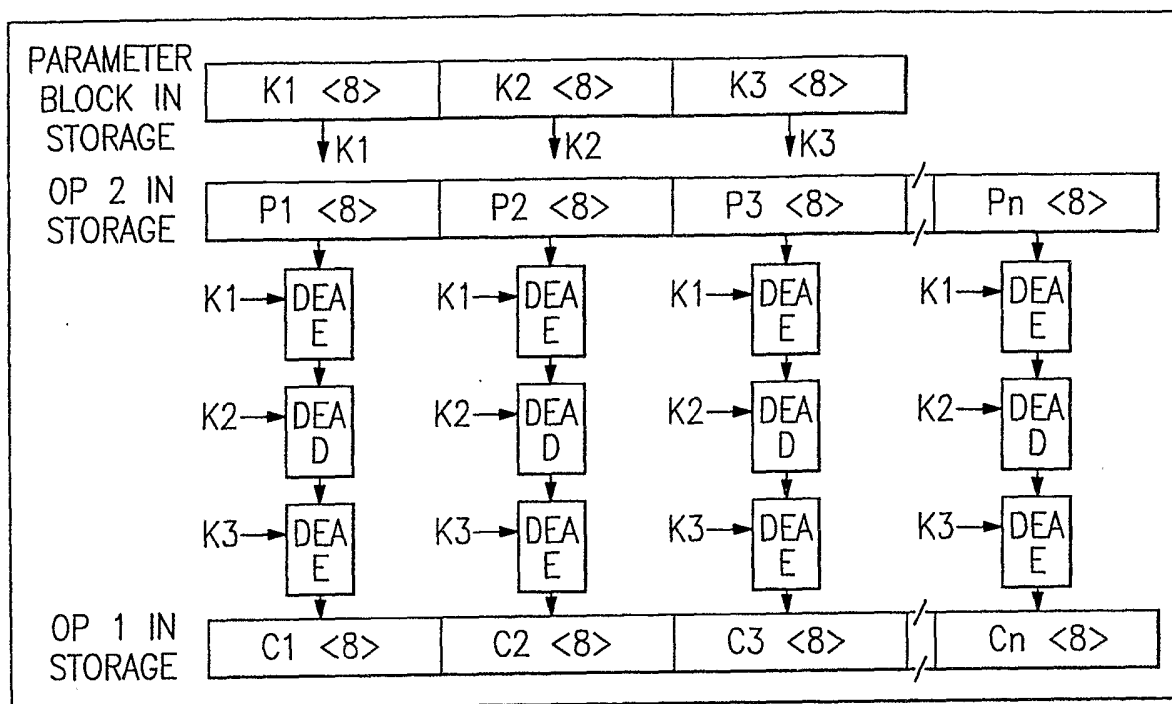 PARAMETER
BLOCK IN
STORAGE
K1 <8> K2 <8> K3 <8>
K1 K2 K3
OP 2 IN
STORAGE
P1 <8> P2 <8> P3 <8> Pn <8>
K1 DEA K1 DEA K1 DEA K1 DEA
E E E E
K2 DEA K2 DEA K2 DEA K2 DEA
D D D D
K3 DEA K3 DEA K3 DEA K3 DEA
E E E E
OP 1 IN
STORAGE
C1 <8> C2 <8> C3 <8> Cn <8>